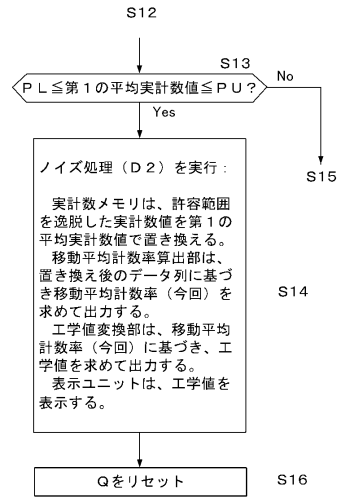 S12
S13
PL≦第1の平均実計数値≦PU?
No
Yes
S15
ノイズ処理(D2)を実行:
実計数メモリは、許容範囲
を逸脱した実計数値を第1の
平均実計数値で置き換える。
移動平均計数率算出部は、
置き換え後のデータ列に基づ
き移動平均計数率(今回)を
求めて出力する。
工学値変換部は、移動平均
計数率(今回)に基づき、工
学値を求めて出力する。
表示ユニットは、工学値を
表示する。
S14
Qをリセット
S16